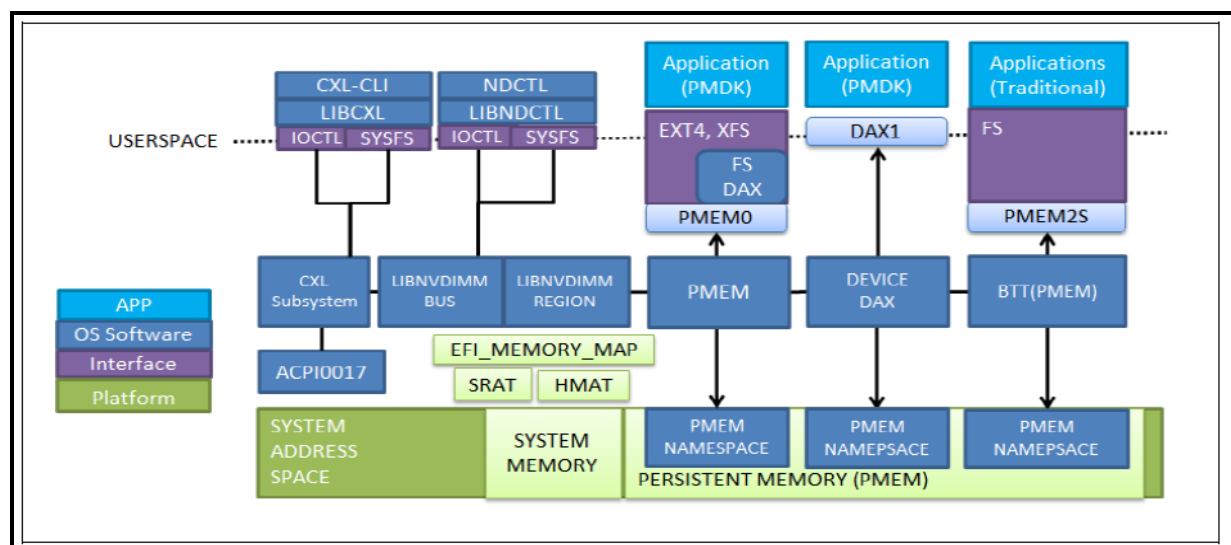 Application
(PMDK)
Application
(PMDK)
Applications
(Traditional)
CXL-CLI
NDCTL
LIBCXL
LIBNDCTL
USERSPACE
IOCTL
SYSFS
IOCTL
SYSFS
EXT4, XFS
DAX1
FS
FS
DAX
PMEM0
PMEM2S
CXL
Subsystem
LIBNVDIMM
BUS
LIBNVDIMM
REGION
PMEM
DEVICE
DAX
BTT(PMEM)
APP
OS Software
Interface
Platform
ACPI0017
EFI_MEMORY_MAP
SRAT
HMAT
SYSTEM
ADDRESS
SPACE
SYSTEM
MEMORY
PMEM
NAMESPACE
PMEM
NAMEPSACE
PMEM
NAMEPSACE
PERSISTENT MEMORY (PMEM)